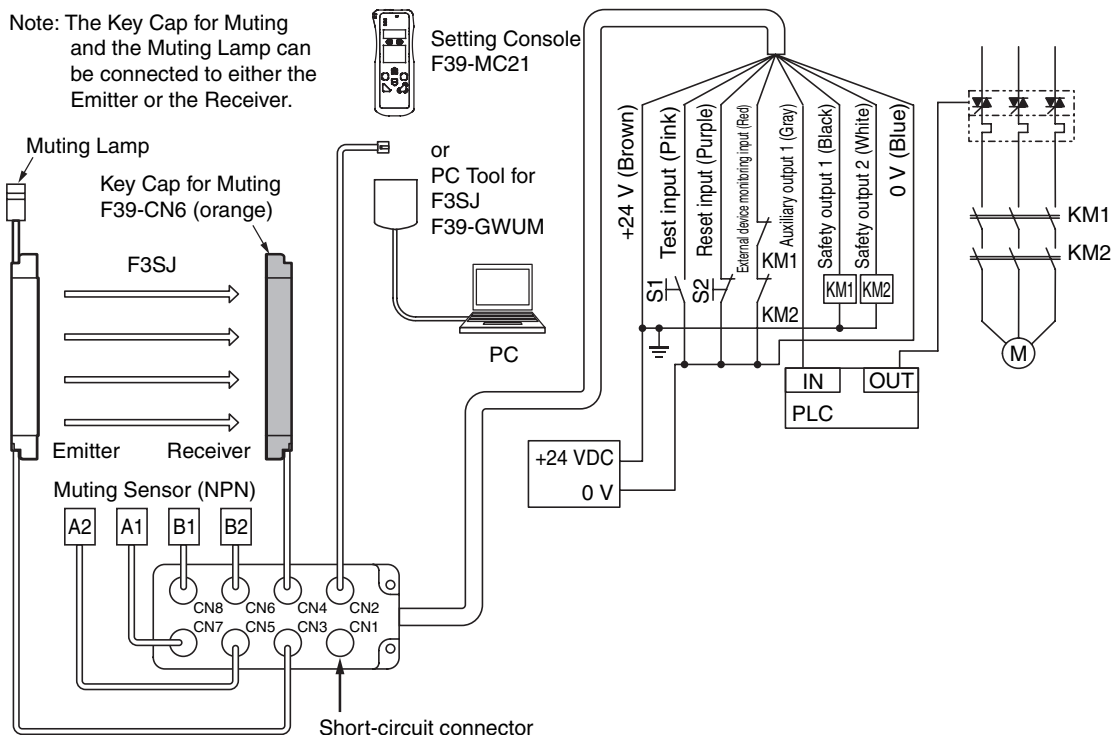 Note: The Key Cap for Muting
and the Muting Lamp can
be connected to either the
Emitter or the Receiver.
Setting Console
F39-MC21
or
PC Tool for
F3SJ
F39-GWUM
PC
Muting Lamp
Key Cap for Muting
F39-CN6 (orange)
F3SJ
Emitter
Receiver
Muting Sensor (NPN)
A2
A1
B1
B2
CN8
CN6
CN4
CN2
CN7
CN5
CN3
CN1
Short-circuit connector
+24 V (Brown)
Test input (Pink)
Reset input (Purple)
External device monitoring input (Red)
Auxiliary output 1 (Gray)
Safety output 1 (Black)
Safety output 2 (White)
0 V (Blue)
S1
S2
KM1
KM2
KM1
KM2
IN
OUT
PLC
+24 VDC
0 V
KM1
KM2
M